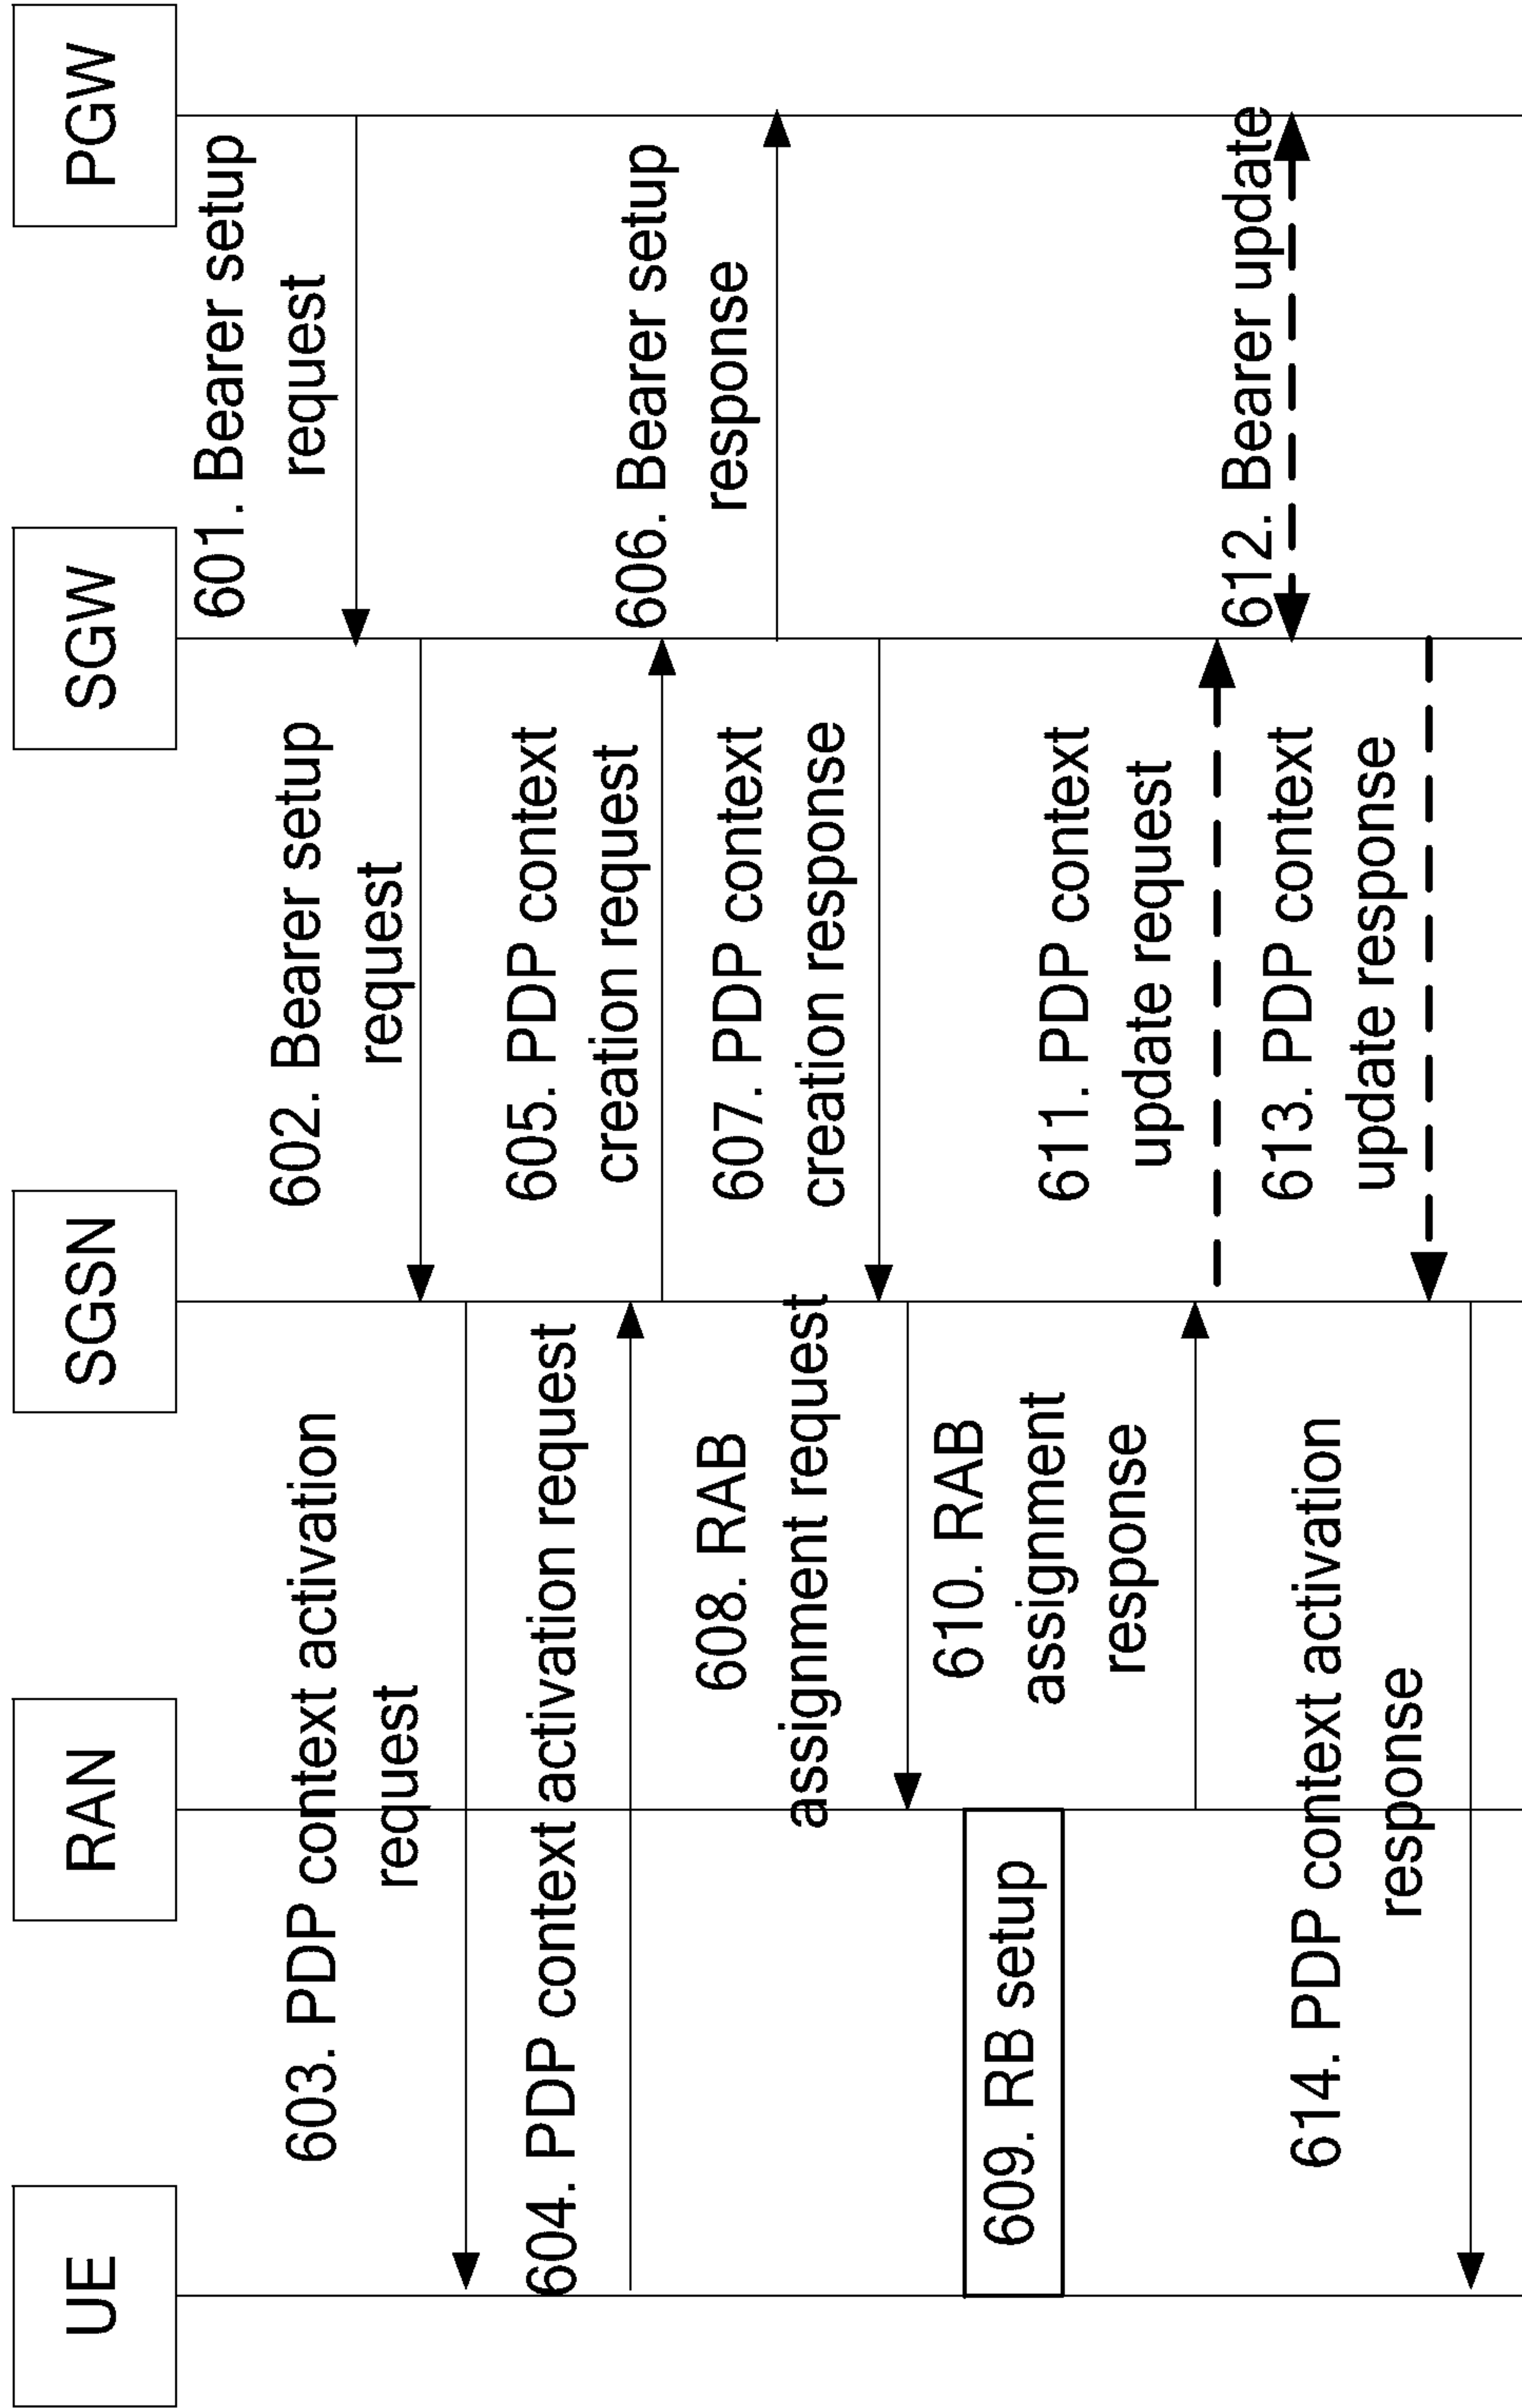 UE
RAN
SGSN
SGW
PGW
601. Bearer setup
request
602. Bearer setup
request
603. PDP context activation
request
604. PDP context activation request
605. PDP context
creation request
606. Bearer setup
response
607. PDP context
creation response
608. RAB
assignment request
609. RB setup
610. RAB
assignment
response
611. PDP context
update request
612. Bearer update
613. PDP context
update response
614. PDP context activation
response